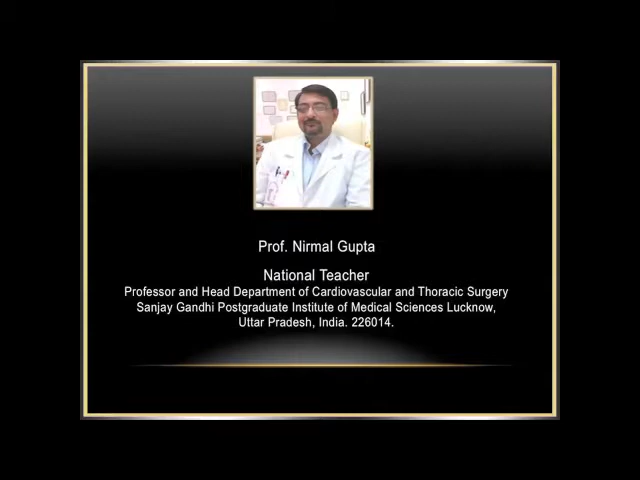 Prof. Nirmal Gupta
National Teacher
Professor and Head Department of Cardiovascular and Thoracic Surgery
Sanjay Gandhi Postgraduate Institute of Medical Sciences Lucknow,
Uttar Pradesh, India. 226014.